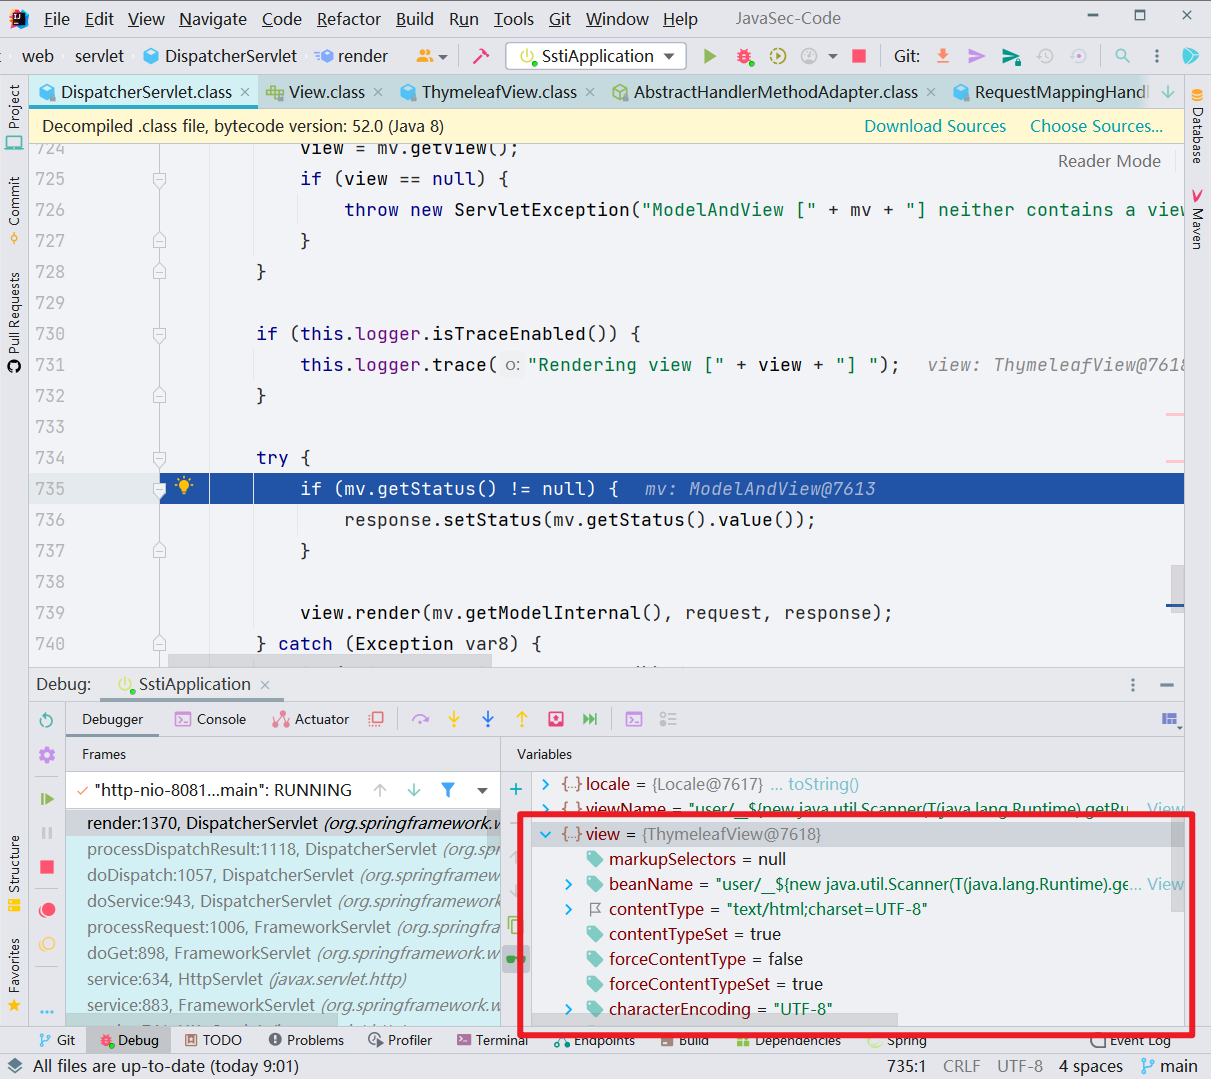 File Edit View Navigate Code Refactor Build Run Tools Git Window Help JavaSec-Code
web servlet DispatcherServlet render SstiApplication Git:
DispatcherServlet.class View.class ThymeleafView.class AbstractHandlerMethodAdapter.class RequestMappingHandl
Decompiled .class file, bytecode version: 52.0 (Java 8) Download Sources Choose Sources...
Reader Mode
724 view = mv.getView();
725 if (view == null) {
726 throw new ServletException("ModelAndView [" + mv + "] neither contains a view
727 }
728 }
729
730 if (this.logger.isTraceEnabled()) {
731 this.logger.trace( o: "Rendering view [" + view + "] "); view: ThymeleafView@7618
732 }
733
734 try {
735 if (mv.getStatus() != null) { mv: ModelAndView@7613
736 response.setStatus(mv.getStatus().value());
737 }
738
739 view.render(mv.getModelInternal(), request, response);
740 } catch (Exception var8) {
Project
Commit
Pull Requests
Structure
Favorites
Database
Maven
Debug: SstiApplication
Debugger Console Actuator
Frames
"http-nio-8081...main": RUNNING
render:1370, DispatcherServlet (org.springframework.w
processDispatchResult:1118, DispatcherServlet (org.sp
doDispatch:1057, DispatcherServlet (org.springframew
doService:943, DispatcherServlet (org.springframewor
processRequest:1006, FrameworkServlet (org.springfra
doGet:898, FrameworkServlet (org.springframework.w
service:634, HttpServlet (javax.servlet.http)
service:883, FrameworkServlet (org.springframework.w
Variables
locale = {Locale@7617} ... toString()
viewName = "user/__${new java.util.Scanner(T(java.lang.Runtime).getRu View
view = {ThymeleafView@7618}
markupSelectors = null
beanName = "user/__${new java.util.Scanner(T(java.lang.Runtime).ge... View
contentType = "text/html;charset=UTF-8"
contentTypeSet = true
forceContentType = false
forceContentTypeSet = true
characterEncoding = "UTF-8"
Git Debug TODO Problems Profiler Terminal Endpoints Build Dependencies Spring Event Log
All files are up-to-date (today 9:01) 735:1 CRLF UTF-8 4 spaces main